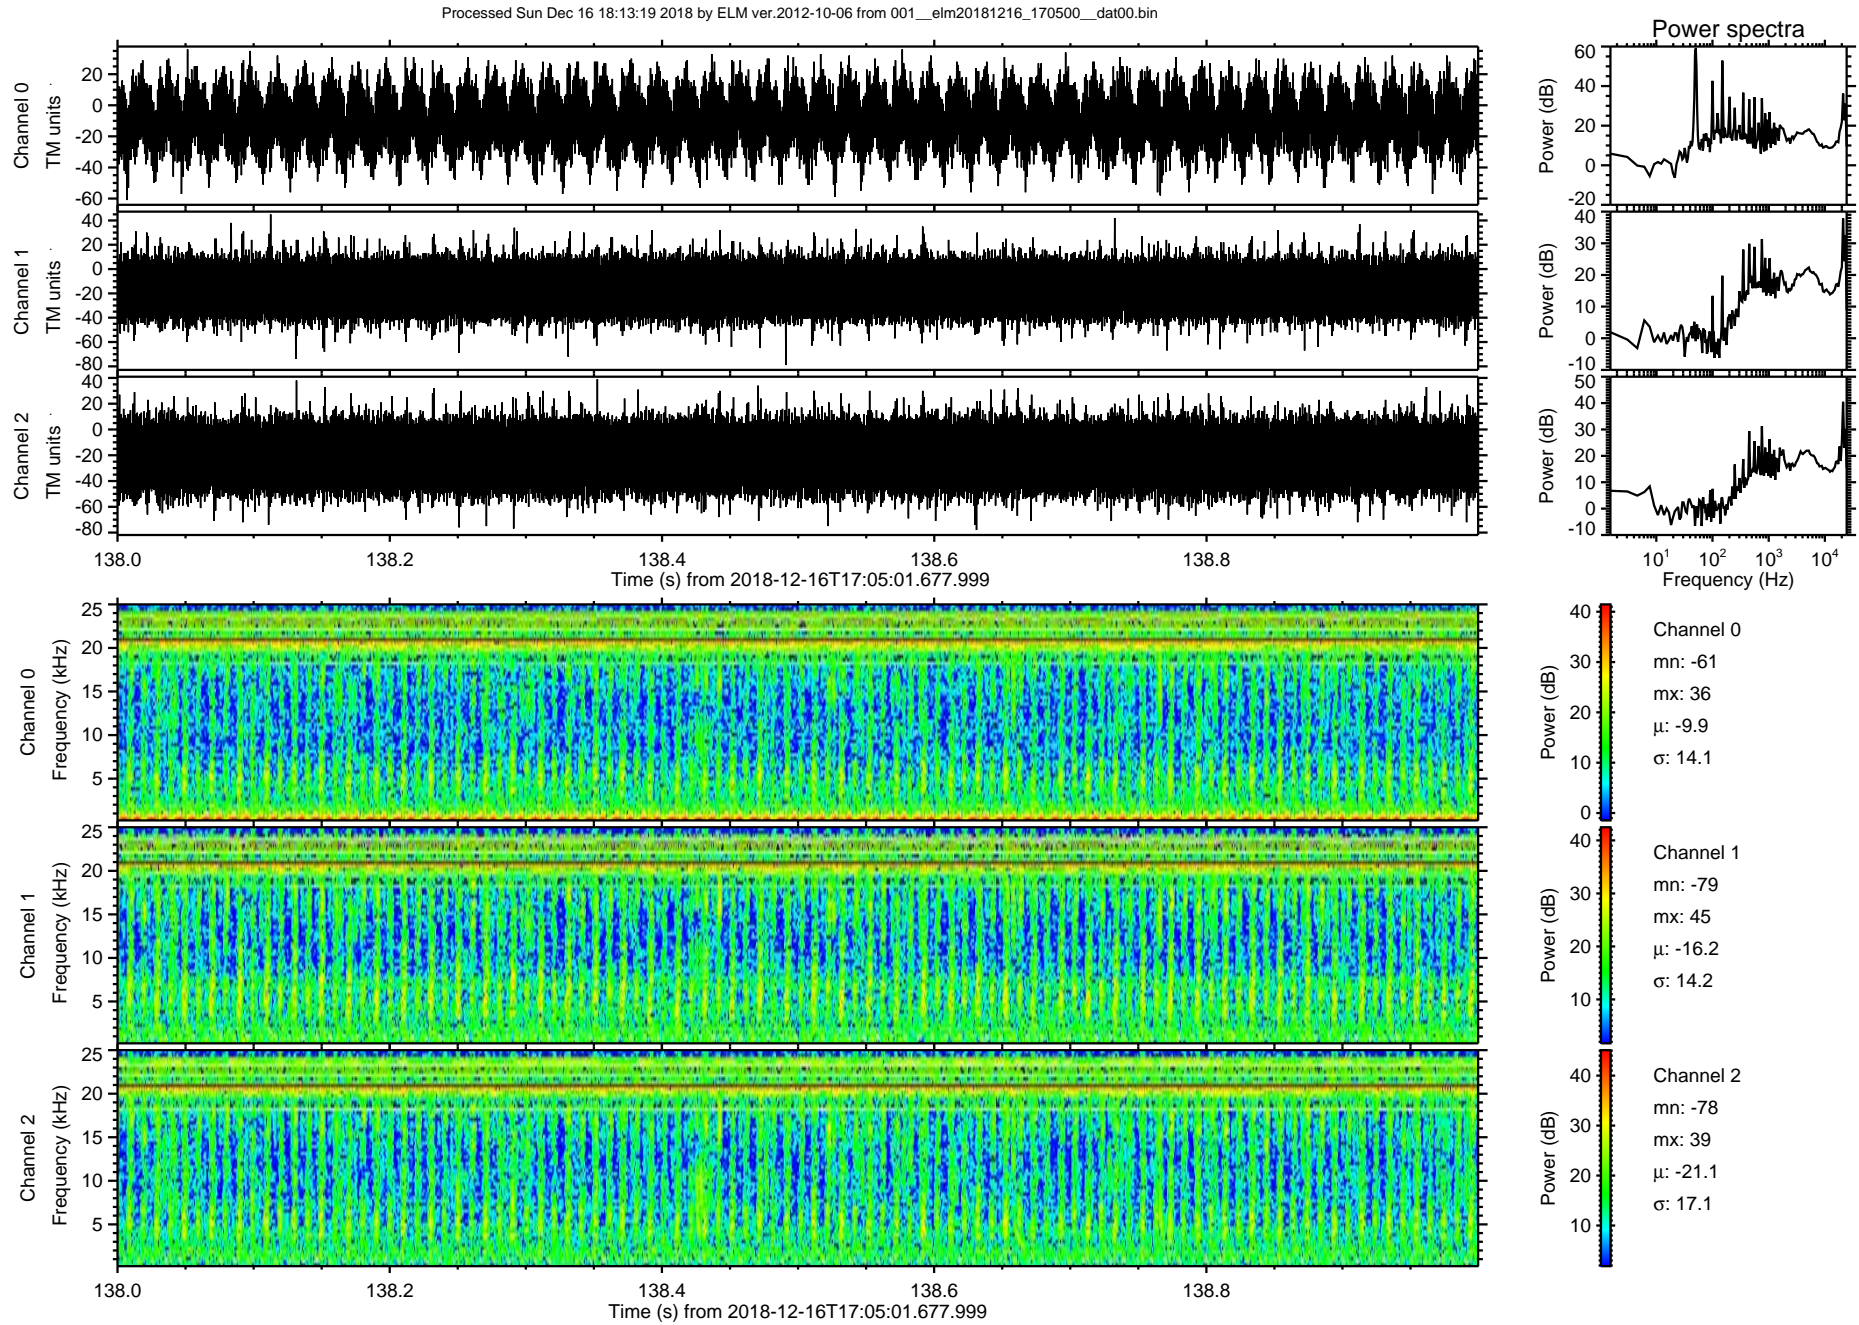 Processed Sun Dec 16 18:13:19 2018 by ELM ver.2012-10-06 from 001__elm20181216_170500__dat00.bin
Power spectra
Channel 0
TM units
20
0
-20
-40
-60
Power (dB)
60
40
20
0
-20
Channel 1
TM units
40
20
0
-20
-40
-60
-80
Power (dB)
40
30
20
10
0
-10
Channel 2
TM units
40
20
0
-20
-40
-60
-80
Power (dB)
50
40
30
20
10
0
-10
138.0 138.2 138.4 138.6 138.8
Time (s) from 2018-12-16T17:05:01.677.999
10¹ 10² 10³ 10⁴
Frequency (Hz)
Channel 0
Frequency (kHz)
25
20
15
10
5
Power (dB)
40
30
20
10
0
Channel 0
mn: -61
mx: 36
μ: -9.9
σ: 14.1
Channel 1
Frequency (kHz)
25
20
15
10
5
Power (dB)
40
30
20
10
Channel 1
mn: -79
mx: 45
μ: -16.2
σ: 14.2
Channel 2
Frequency (kHz)
25
20
15
10
5
Power (dB)
40
30
20
10
Channel 2
mn: -78
mx: 39
μ: -21.1
σ: 17.1
138.0 138.2 138.4 138.6 138.8
Time (s) from 2018-12-16T17:05:01.677.999